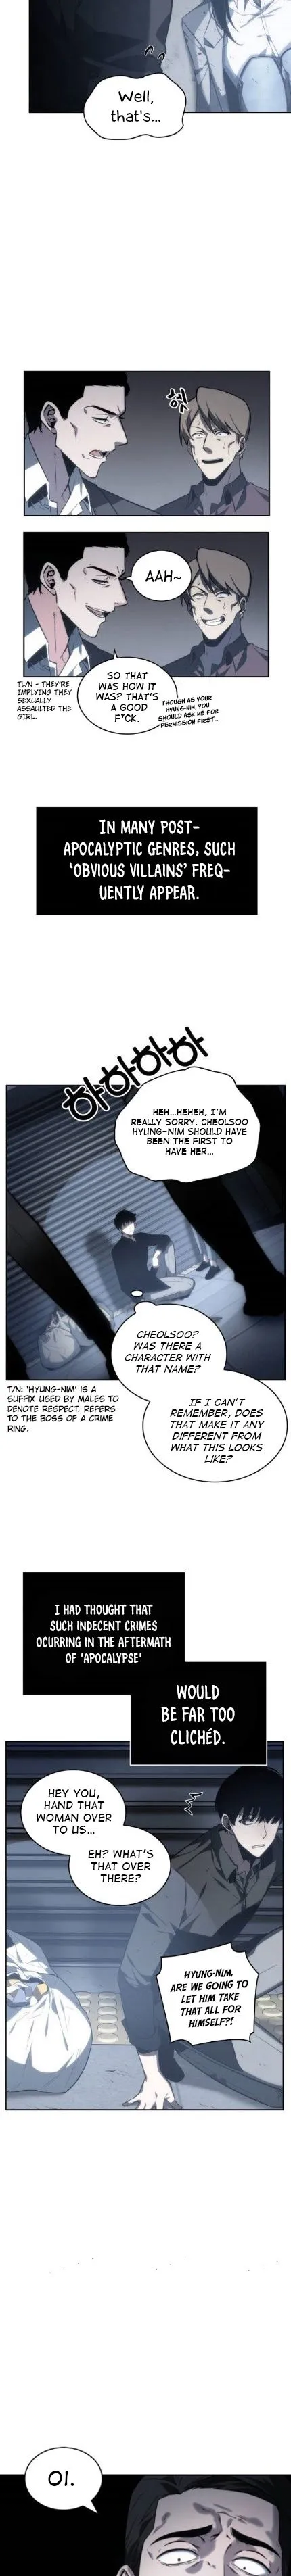 Well,
that's...
헉
AAH~
SO THAT
WAS HOW IT
WAS? THAT'S
A GOOD
F*CK.
TL/N - THEY'RE
IMPLYING THEY
SEXUALLY
ASSAULTED THE
GIRL.
THOUGH AS YOUR
HYUNG-NIM, YOU
SHOULD ASK ME FOR
PERMISSION FIRST..
IN MANY POST-
APOCALYPTIC GENRES, SUCH
'OBVIOUS VILLAINS' FREQ-
UENTLY APPEAR.
하하하하
HEH...HEHEH, I'M
REALLY SORRY. CHEOLSOO
HYUNG-NIM SHOULD HAVE
BEEN THE FIRST TO
HAVE HER...
CHEOLSOO?
WAS THERE A
CHARACTER WITH
THAT NAME?
T/N: 'HYUNG-NIM' IS A
SUFFIX USED BY MALES TO
DENOTE RESPECT. REFERS
TO THE BOSS OF A CRIME
RING.
IF I CAN'T
REMEMBER, DOES
THAT MAKE IT ANY
DIFFERENT FROM
WHAT THIS LOOKS
LIKE?
I HAD THOUGHT THAT
SUCH INDECENT CRIMES
OCURRING IN THE AFTERMATH
OF 'APOCALYPSE'
WOULD
BE FAR TOO
CLICHÉD.
HEY YOU,
HAND THAT
WOMAN OVER
TO US...
EH? WHAT'S
THAT OVER
THERE?
HYUNG-NIM,
ARE WE GOING TO
LET HIM TAKE
THAT ALL FOR
HIMSELF?!
OI.